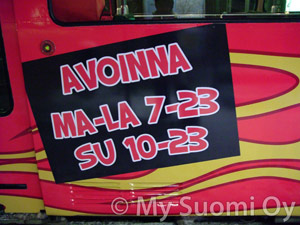 AVOINNA
MA-LA 7-23
SU 10-23
© My Suomi Oy